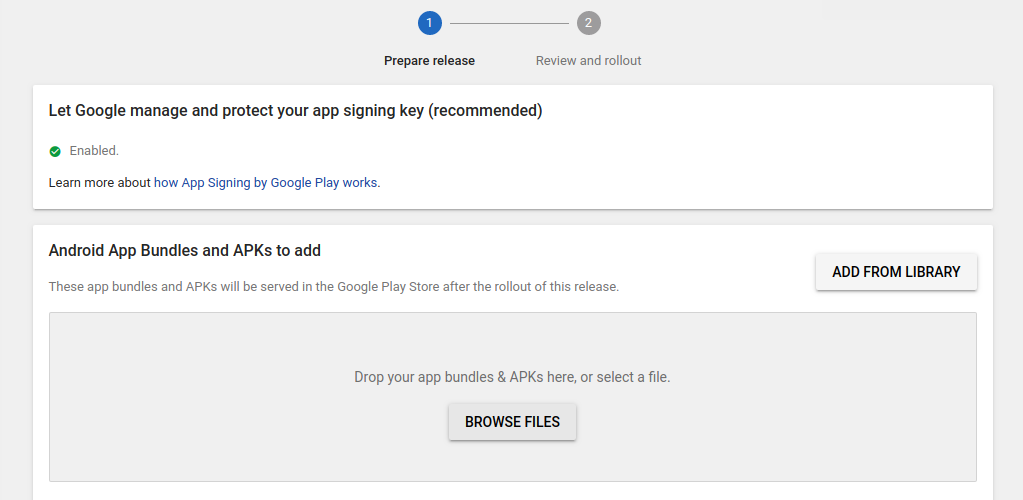 1
2
Prepare release
Review and rollout
Let Google manage and protect your app signing key (recommended)
Enabled.
Learn more about how App Signing by Google Play works.
Android App Bundles and APKs to add
ADD FROM LIBRARY
These app bundles and APKs will be served in the Google Play Store after the rollout of this release.
Drop your app bundles & APKs here, or select a file.
BROWSE FILES